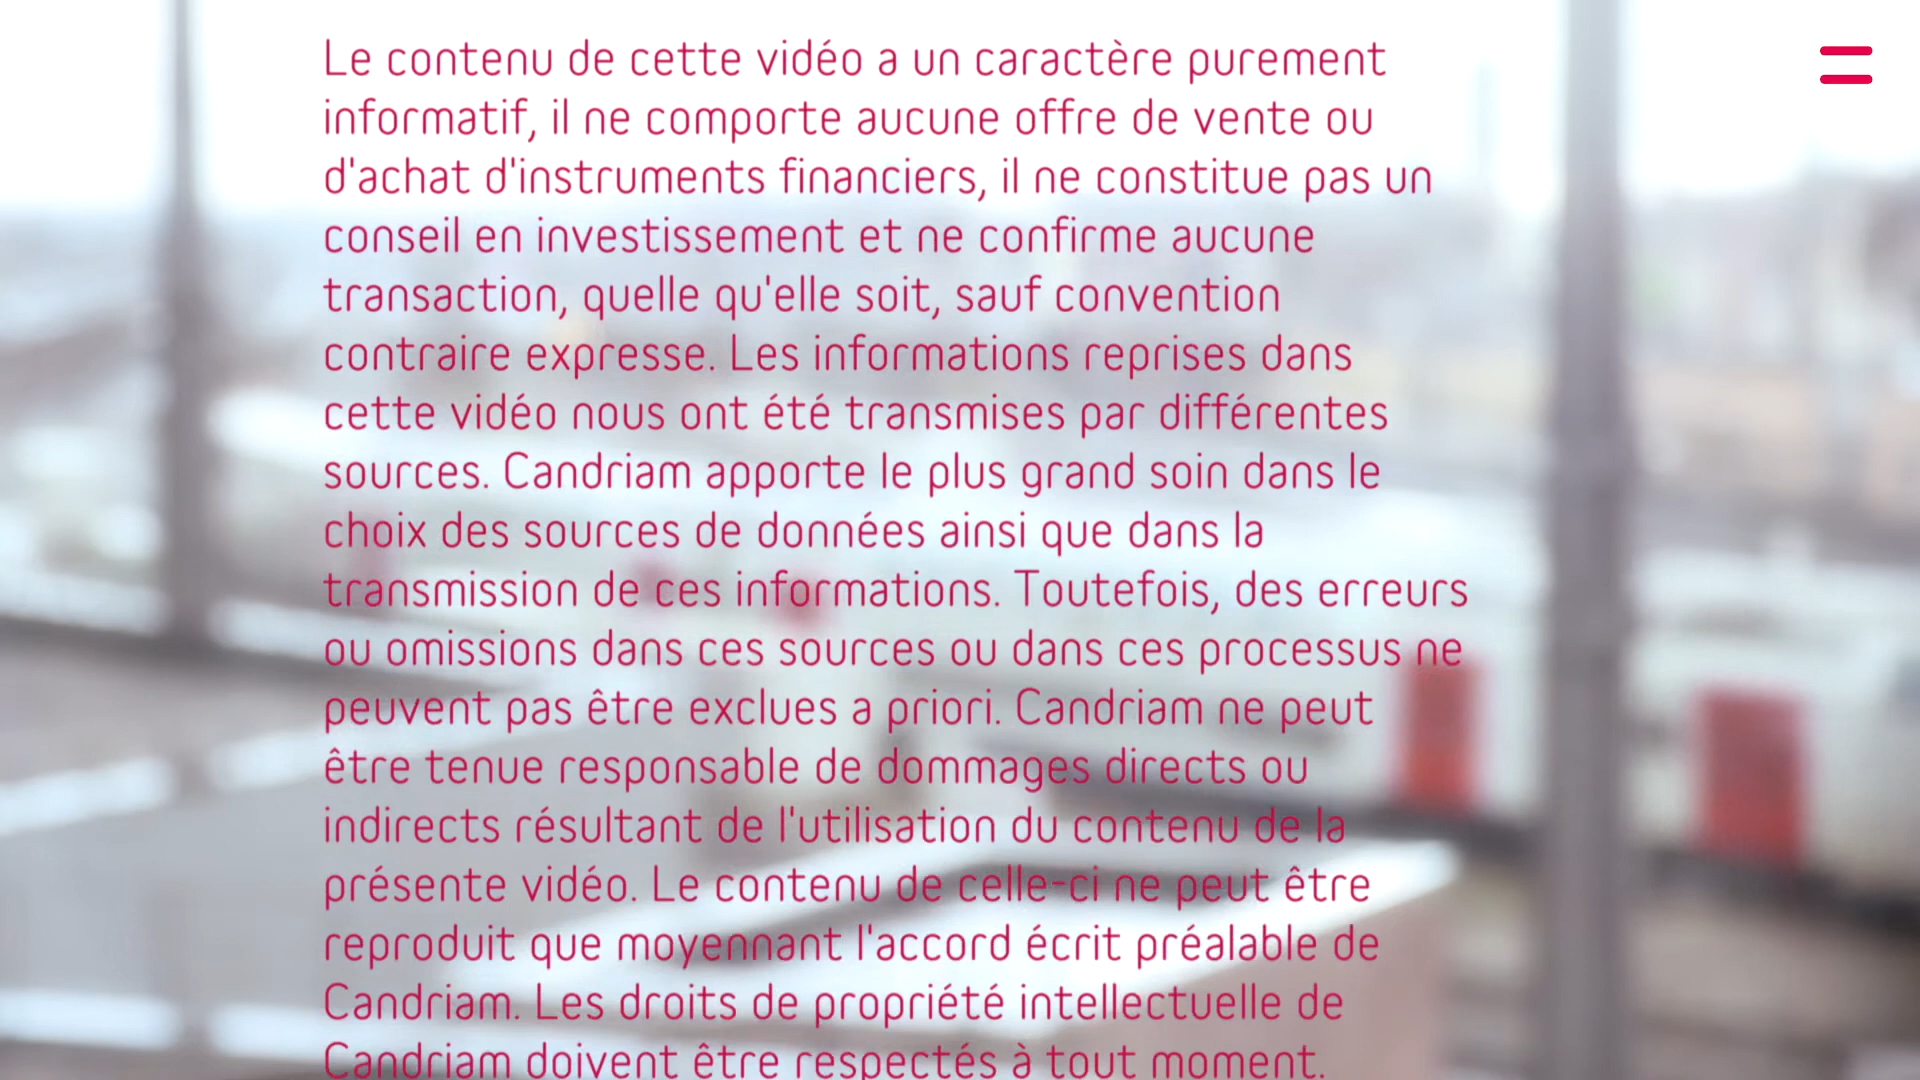 Le contenu de cette vidéo a un caractère purement
informatif, il ne comporte aucune offre de vente ou
d'achat d'instruments financiers, il ne constitue pas un
conseil en investissement et ne confirme aucune
transaction, quelle qu'elle soit, sauf convention
contraire expresse. Les informations reprises dans
cette vidéo nous ont été transmises par différentes
sources. Candriam apporte le plus grand soin dans le
choix des sources de données ainsi que dans la
transmission de ces informations. Toutefois, des erreurs
ou omissions dans ces sources ou dans ces processus ne
peuvent pas être exclues a priori. Candriam ne peut
être tenue responsable de dommages directs ou
indirects résultant de l'utilisation du contenu de la
présente vidéo. Le contenu de celle-ci ne peut être
reproduit que moyennant l'accord écrit préalable de
Candriam. Les droits de propriété intellectuelle de
Candriam doivent être respectés à tout moment.